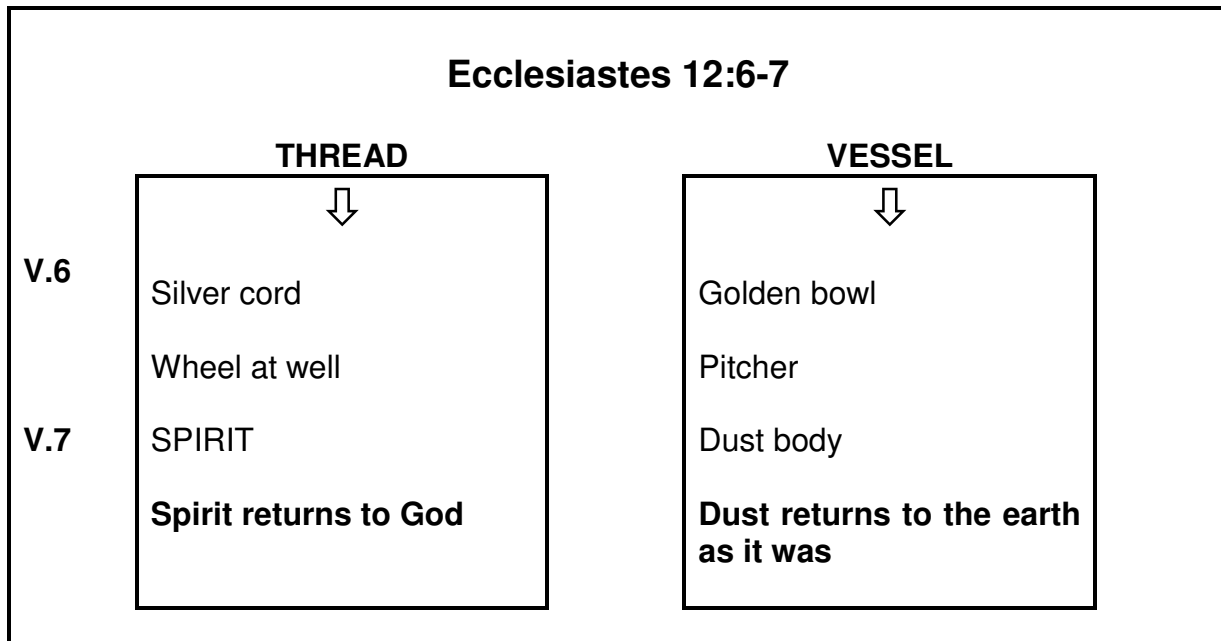 Ecclesiastes 12:6-7
THREAD
VESSEL
V.6
Silver cord
Golden bowl
Wheel at well
Pitcher
V.7
SPIRIT
Dust body
Spirit returns to God
Dust returns to the earth
as it was